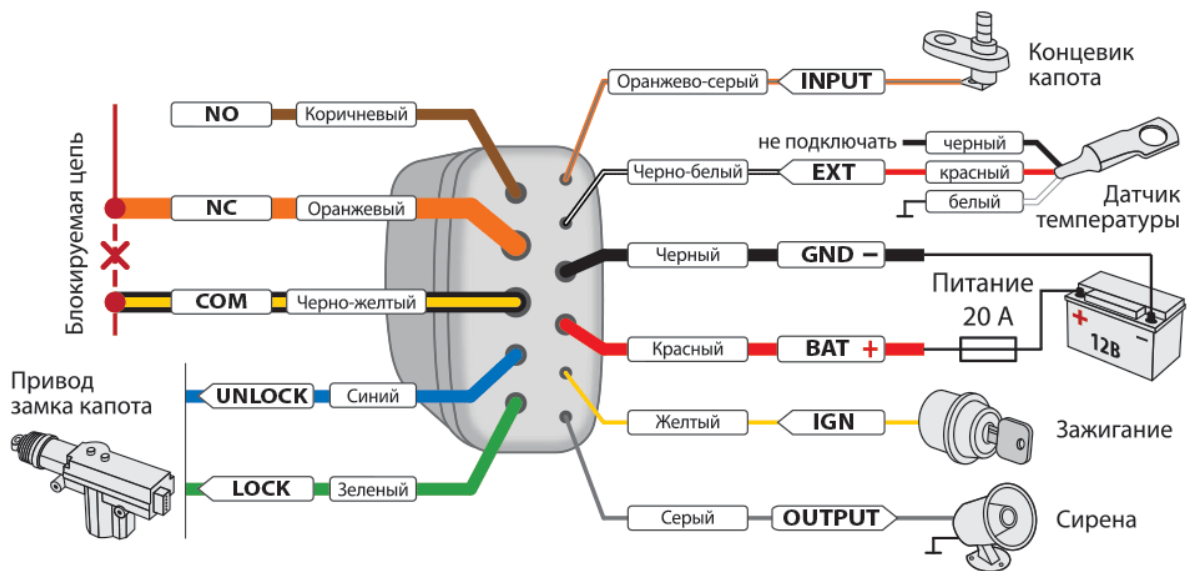 Концевик
капота
Оранжево-серый
INPUT
NO
Коричневый
не подключать
черный
Черно-белый
EXT
красный
белый
Датчик
температуры
Блокируемая цепь
NC
Оранжевый
Черный
GND −
Питание
20 А
COM
Черно-желтый
+
−
12В
Красный
BAT +
Привод
замка капота
UNLOCK
Синий
Желтый
IGN
Зажигание
LOCK
Зеленый
Серый
OUTPUT
Сирена